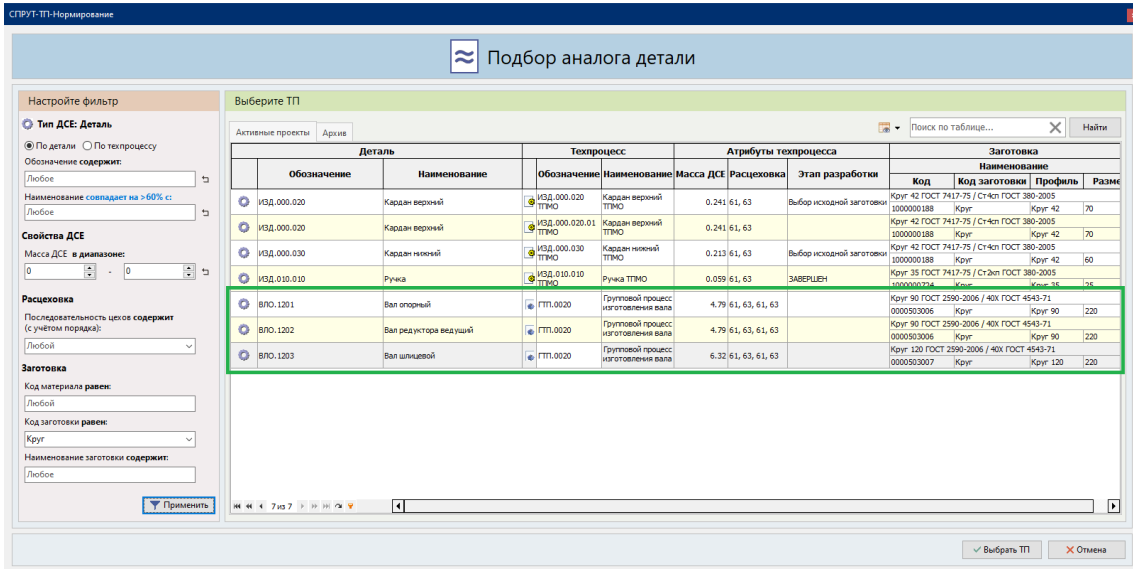 СПРУТ-ТП-Нормирование
Подбор аналога детали
Настройте фильтр
Тип ДСЕ: Деталь
По детали По техпроцессу
Обозначение содержит:
Любое
Наименование совпадает на >60% с:
Любое
Свойства ДСЕ
Масса ДСЕ в диапазоне:
0 - 0
Расцеховка
Последовательность цехов содержит
(с учётом порядка):
Любой
Заготовка
Код материала равен:
Любой
Код заготовки равен:
Круг
Наименование заготовки содержит:
Любое
Применить
Выберите ТП
Активные проекты Архив
Поиск по таблице... Найти
Деталь Техпроцесс Атрибуты техпроцесса Заготовка
Обозначение Наименование Обозначение Наименование Масса ДСЕ Расцеховка Этап разработки Наименование
Код Код заготовки Профиль Разме
ИЗД.000.020 Кардан верхний ИЗД.000.020 ТПМО Кардан верхний ТПМО 0.241 61, 63 Выбор исходной заготовки Круг 42 ГОСТ 7417-75 / Ст4сп ГОСТ 380-2005
1000000188 Круг Круг 42 70
ИЗД.000.020 Кардан верхний ИЗД.000.020.01 ТПМО Кардан верхний ТПМО 0.241 61, 63 Круг 42 ГОСТ 7417-75 / Ст4сп ГОСТ 380-2005
1000000188 Круг Круг 42 70
ИЗД.000.030 Кардан нижний ИЗД.000.030 ТПМО Кардан нижний ТПМО 0.213 61, 63 Выбор исходной заготовки Круг 42 ГОСТ 7417-75 / Ст4сп ГОСТ 380-2005
1000000188 Круг Круг 42 60
ИЗД.010.010 Ручка ИЗД.010.010 ТПМО Ручка ТПМО 0.059 61, 63 ЗАВЕРШЕН Круг 35 ГОСТ 7417-75 / Ст2кп ГОСТ 380-2005
1000000224 Круг Круг 35 25
ВЛО.1201 Вал опорный ГТП.0020 Групповой процесс изготовления вала 4.79 61, 63, 61, 63 Круг 90 ГОСТ 2590-2006 / 40Х ГОСТ 4543-71
0000503006 Круг Круг 90 220
ВЛО.1202 Вал редуктора ведущий ГТП.0020 Групповой процесс изготовления вала 4.79 61, 63, 61, 63 Круг 90 ГОСТ 2590-2006 / 40Х ГОСТ 4543-71
0000503006 Круг Круг 90 220
ВЛО.1203 Вал шлицевой ГТП.0020 Групповой процесс изготовления вала 6.32 61, 63, 61, 63 Круг 120 ГОСТ 2590-2006 / 40Х ГОСТ 4543-71
0000503007 Круг Круг 120 220
7 из 7
Выбрать ТП Отмена